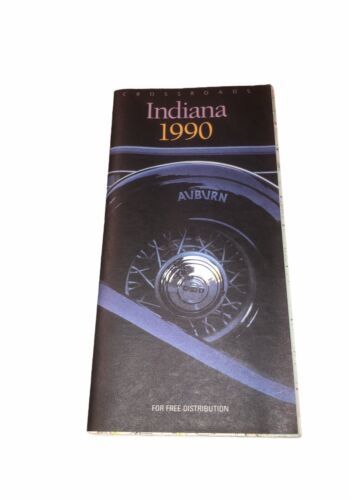 CROSSROADS
Indiana
1990
AUBURN
FOR FREE DISTRIBUTION